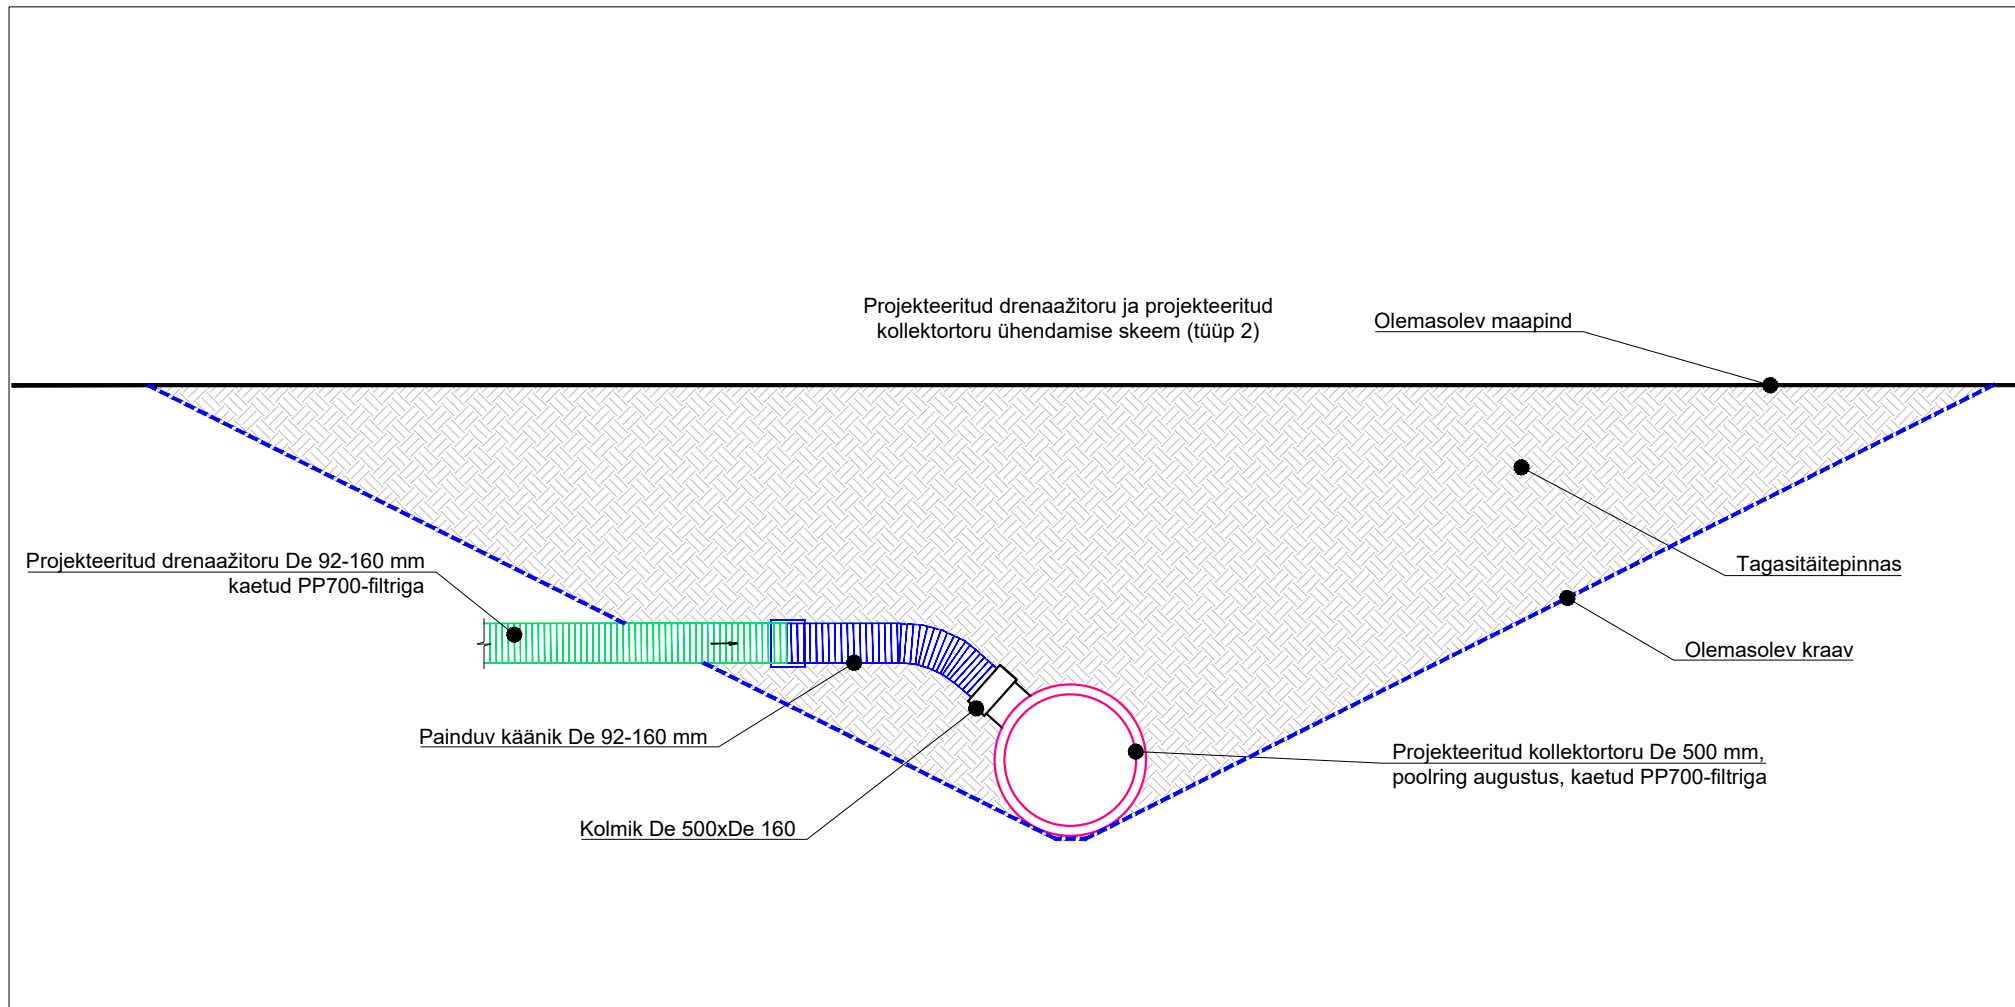 Projekteeritud drenaažitoru ja projekteeritud
kollektortoru ühendamise skeem (tüüp 2)
Olemasolev maapind
Projekteeritud drenaažitoru De 92-160 mm
kaetud PP700-filtriga
Tagasitäitepinnas
Olemasolev kraav
Painduv käänik De 92-160 mm
Projekteeritud kollektortoru De 500 mm,
poolring augustus, kaetud PP700-filtriga
Kolmik De 500xDe 160